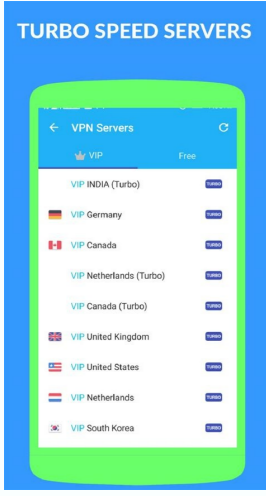 TURBO SPEED SERVERS
VPN Servers
VIP
Free
VIP INDIA (Turbo) TURBO
VIP Germany TURBO
VIP Canada TURBO
VIP Netherlands (Turbo) TURBO
VIP Canada (Turbo) TURBO
VIP United Kingdom TURBO
VIP United States TURBO
VIP Netherlands TURBO
VIP South Korea TURBO